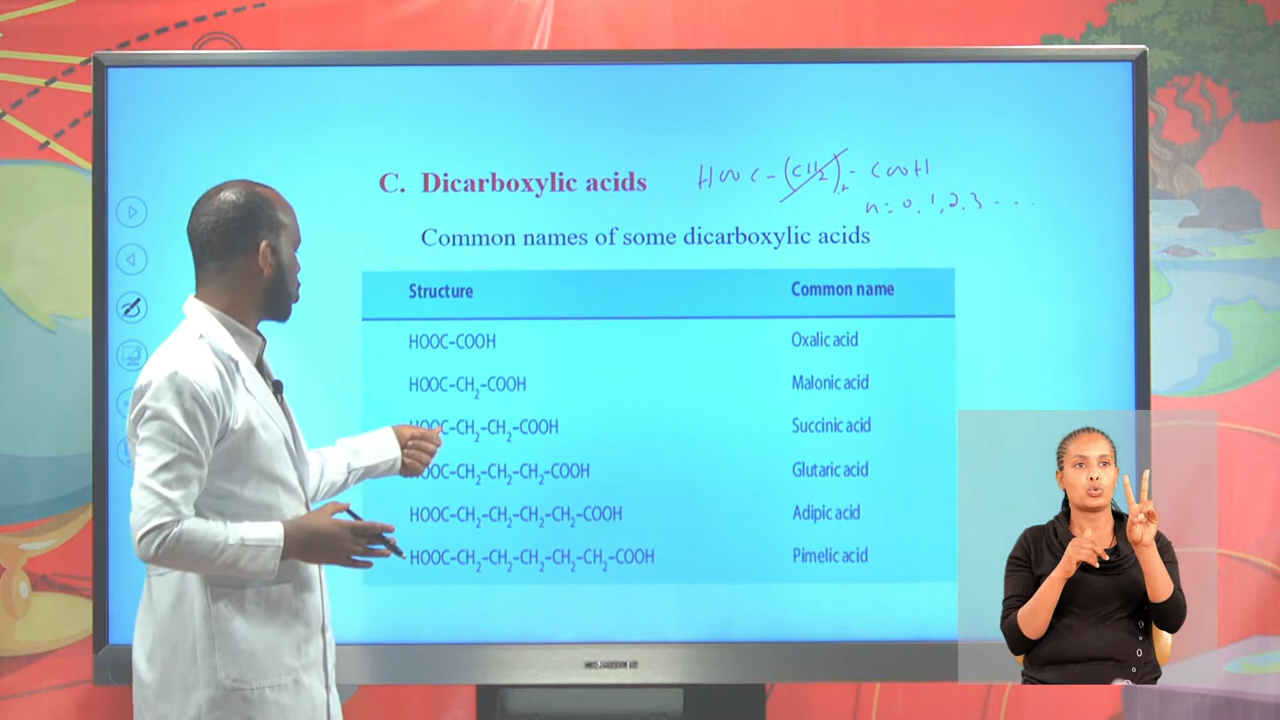 C. Dicarboxylic acids
HOOC-(CH₂)ₙ-COOH
n=0,1,2,3....
Common names of some dicarboxylic acids
Structure Common name
HOOC–COOH Oxalic acid
HOOC–CH₂–COOH Malonic acid
HOOC–CH₂–CH₂–COOH Succinic acid
HOOC–CH₂–CH₂–CH₂–COOH Glutaric acid
HOOC–CH₂–CH₂–CH₂–CH₂–COOH Adipic acid
HOOC–CH₂–CH₂–CH₂–CH₂–CH₂–COOH Pimelic acid